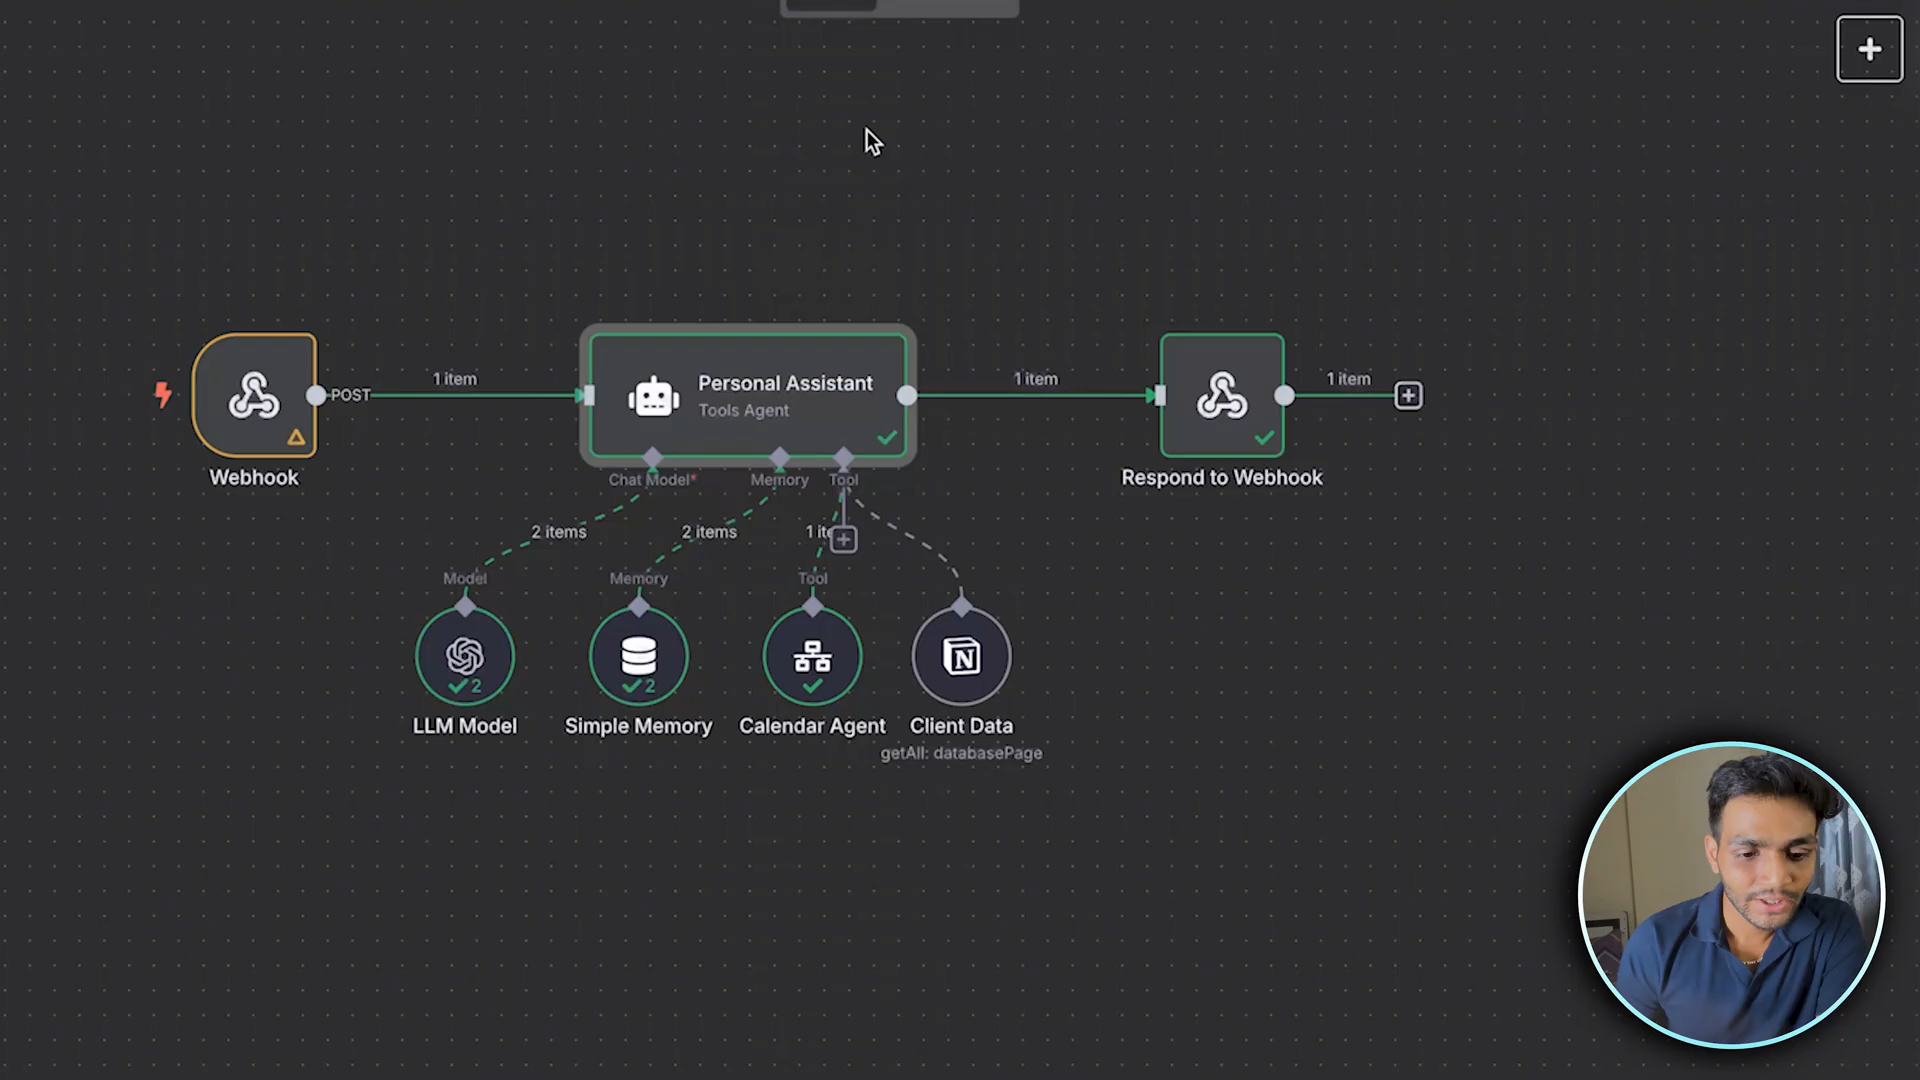 1 item
1 item
1 item
POST
Personal Assistant
Tools Agent
Webhook
Respond to Webhook
Chat Model*
Memory
Tool
2 items
2 items
1 ite
Model
Memory
Tool
2
2
N
LLM Model
Simple Memory
Calendar Agent
Client Data
getAll: databasePage